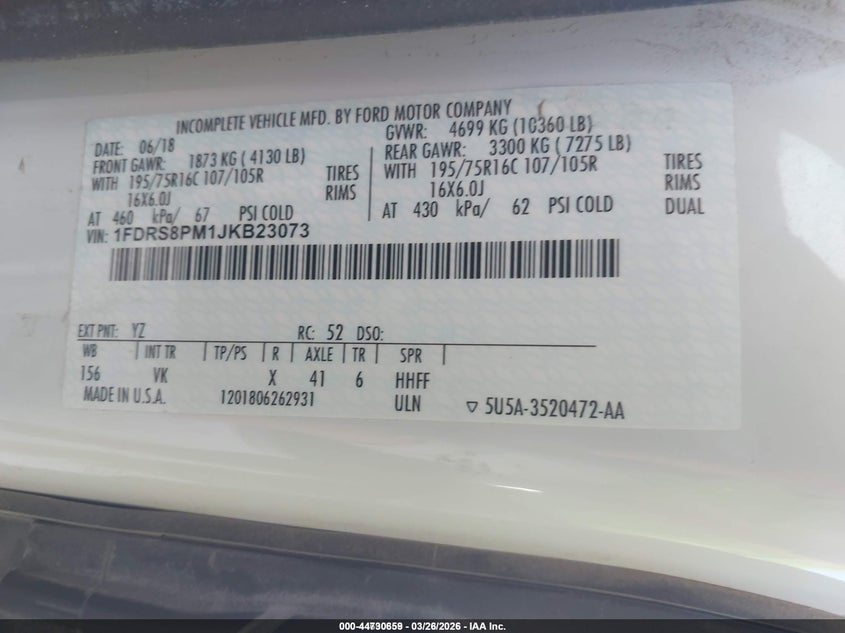 INCOMPLETE VEHICLE MFD. BY FORD MOTOR COMPANY
DATE: 06/18
FRONT GAWR: 1873 KG ( 4130 LB)
WITH 195/75R16C 107/105R TIRES
16X6.0J RIMS
AT 460 kPa/ 67 PSI COLD
GVWR: 4699 KG (10360 LB)
REAR GAWR: 3300 KG ( 7275 LB)
WITH 195/75R16C 107/105R TIRES
16X6.0J RIMS
AT 430 kPa/ 62 PSI COLD DUAL
VIN: 1FDRS8PM1JKB23073
EXT PNT: YZ RC: 52 DSO:
WB INT TR TP/PS R AXLE TR SPR
156 VK X 41 6 HHFF
MADE IN U.S.A. 1201806262931 ULN ▽ 5U5A-3520472-AA
000-44790659 03/26/2026 - IAA Inc.